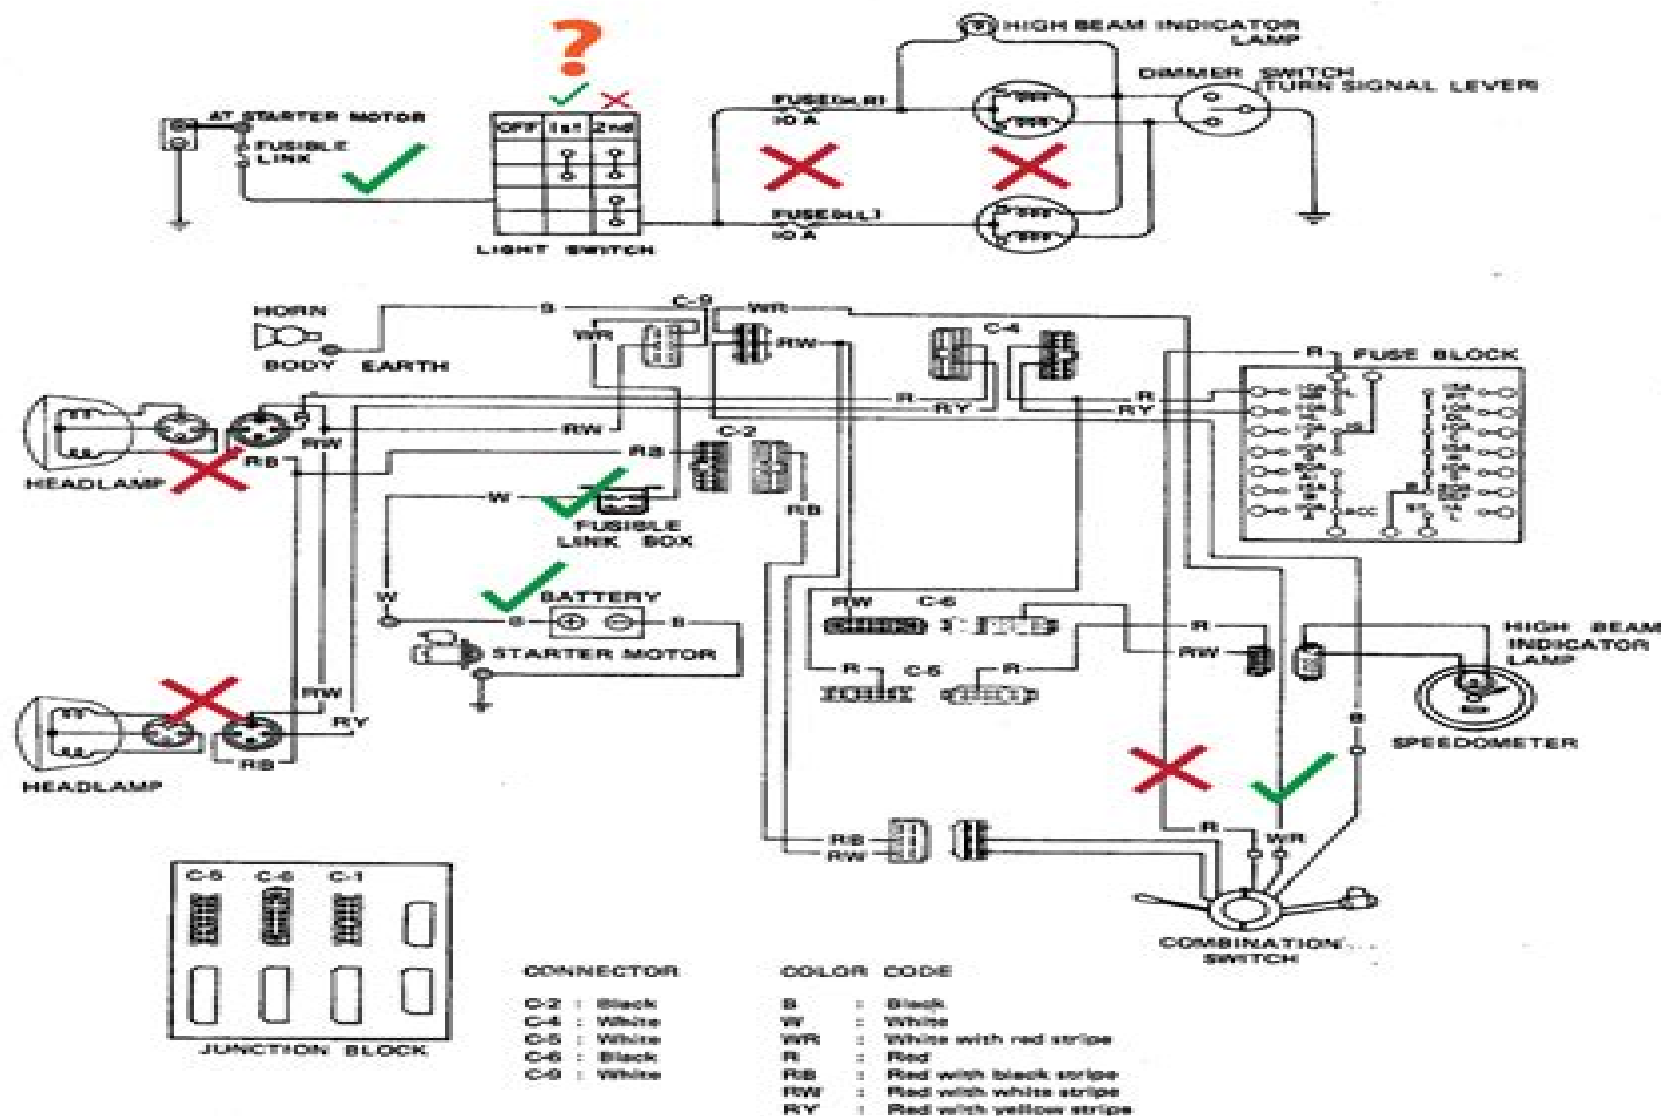 ?
HIGH BEAM INDICATOR
LAMP
DIMMER SWITCH
(TURN SIGNAL LEVER)
AT STARTER MOTOR
FUSIBLE
LINK
OFF 1st 2nd
LIGHT SWITCH
FUSE(H,R)
10 A
FUSE(H,L)
10 A
HORN
BODY EARTH
B
C-9
WR
WR
RW
C-4
R
FUSE BLOCK
R
RY
R
RY
RW
RW
C-2
RB
RB
HEADLAMP
W
FUSIBLE
LINK BOX
RB
W
BATTERY
B
B
STARTER MOTOR
RW
C-6
R
C-5
R
R
RW
HIGH BEAM
INDICATOR
LAMP
SPEEDOMETER
B
RW
RY
RB
HEADLAMP
R
WR
RB
RW
COMBINATION
SWITCH
C-5 C-6 C-1
JUNCTION BLOCK
CONNECTOR
C-2 : Black
C-4 : White
C-5 : White
C-6 : Black
C-9 : White
COLOR CODE
B : Black
W : White
WR : White with red stripe
R : Red
RB : Red with black stripe
RW : Red with white stripe
RY : Red with yellow stripe